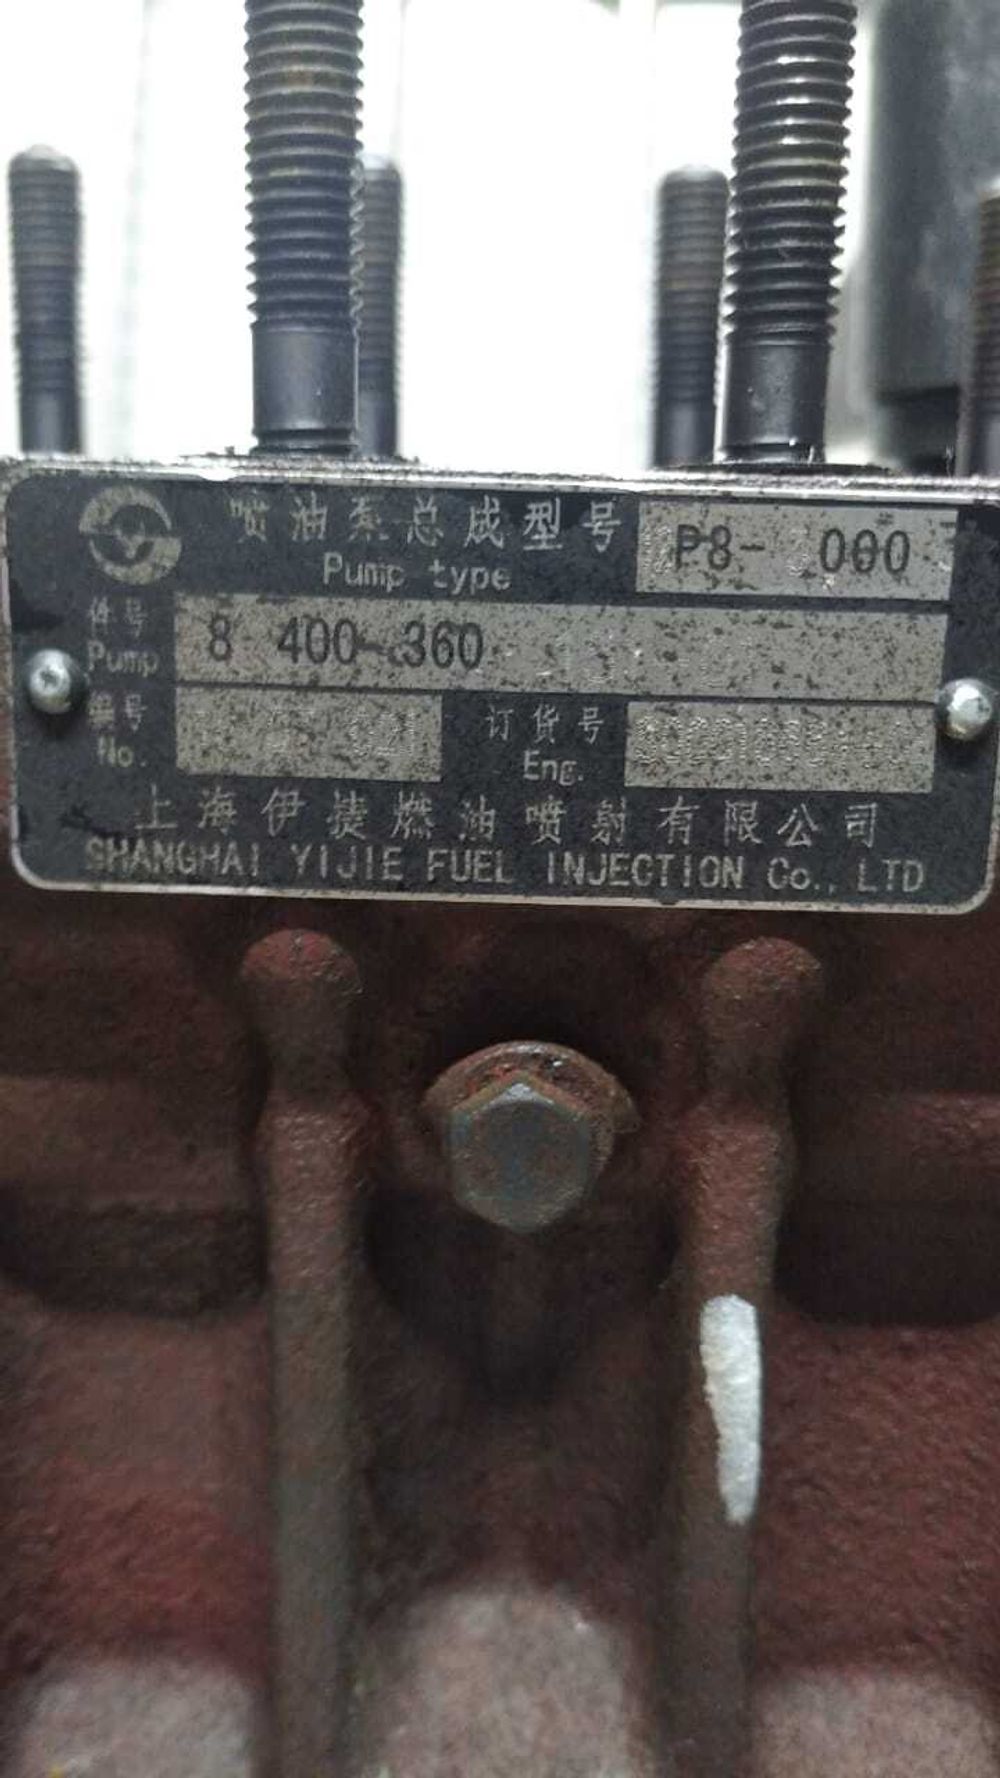 喷油泵总成型号 P8- 000
Pump type
件号 8 400-360
Pump
编号 订货号
No. Eng.
上海伊捷燃油喷射有限公司
SHANGHAI YIJIE FUEL INJECTION Co., LTD